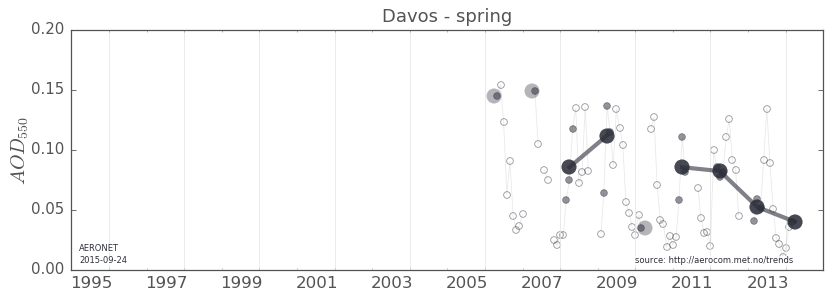 Davos - spring
0.20
0.15
0.10
0.05
0.00
AOD550
AERONET
2015-09-24
source: http://aerocom.met.no/trends
1995 1997 1999 2001 2003 2005 2007 2009 2011 2013